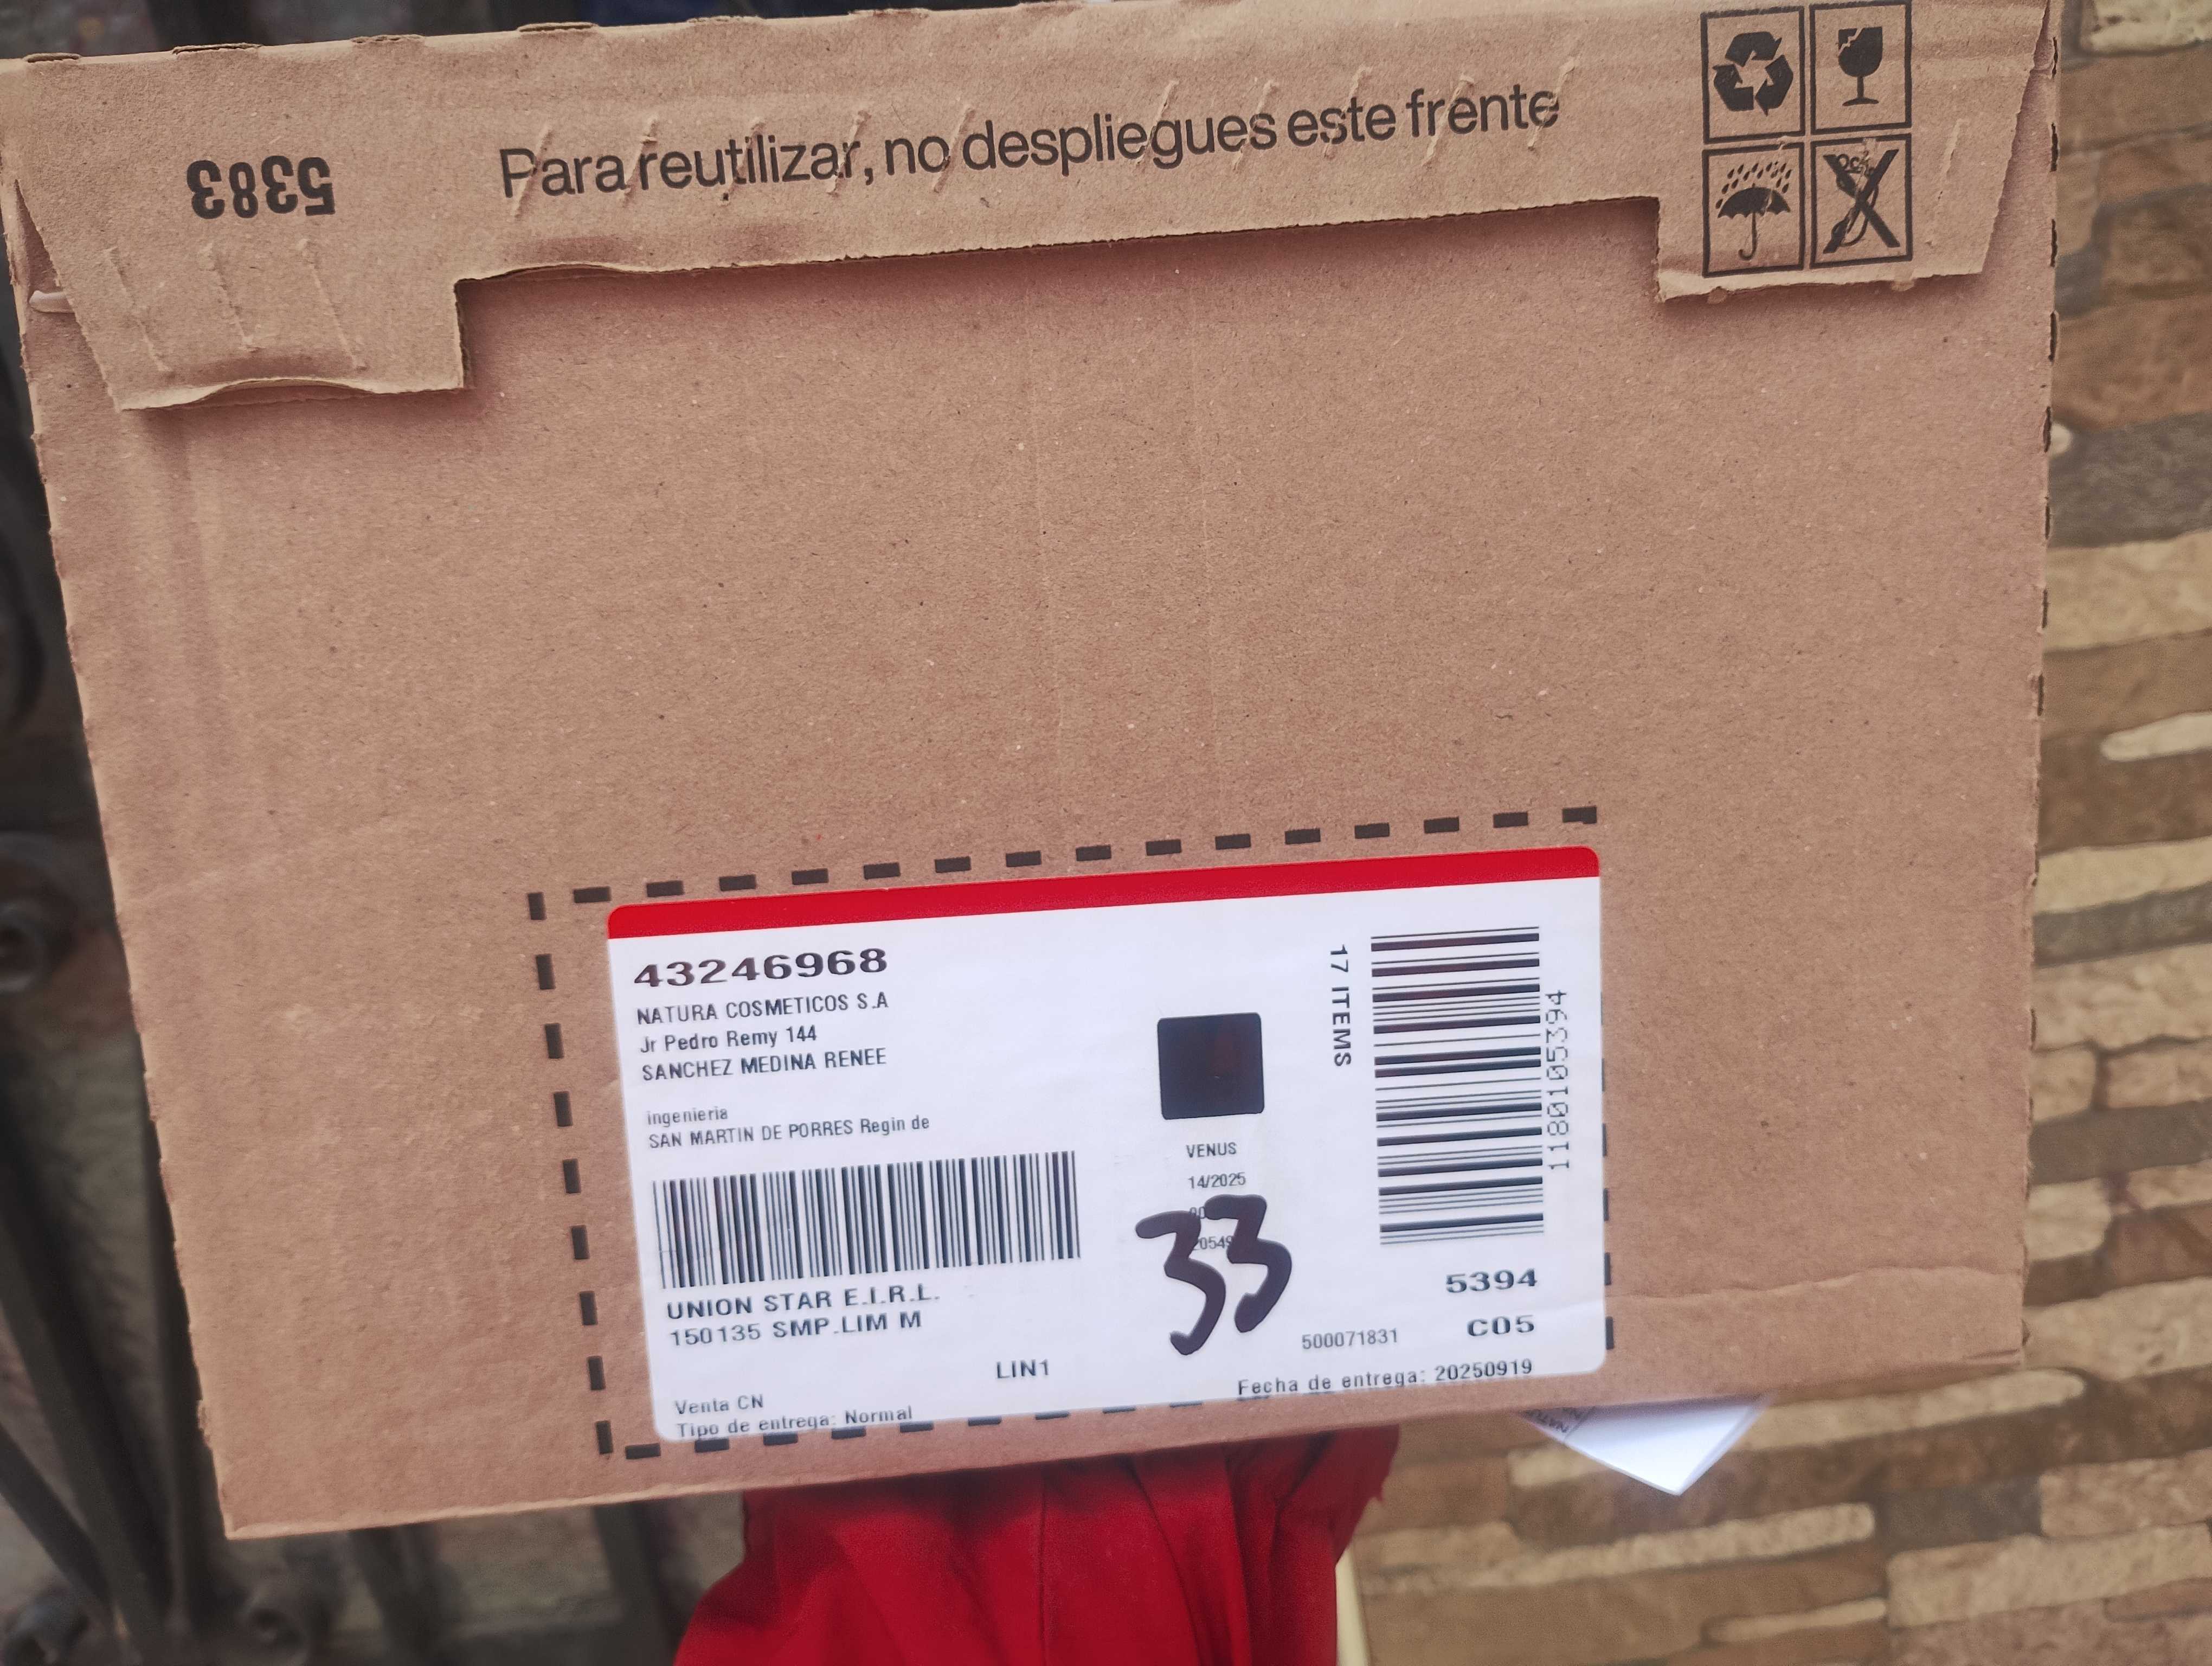 5383
Para reutilizar, no despliegues este frente
43246968
NATURA COSMETICOS S.A
Jr Pedro Remy 144
SANCHEZ MEDINA RENEE
ingenieria
SAN MARTIN DE PORRES Regin de
UNION STAR E.I.R.L.
150135 SMP.LIM M
LIN1
Venta CN
Tipo de entrega: Normal
VENUS
14/2025
33
17 ITEMS
1180105394
5394
500071831
C05
Fecha de entrega: 20250919